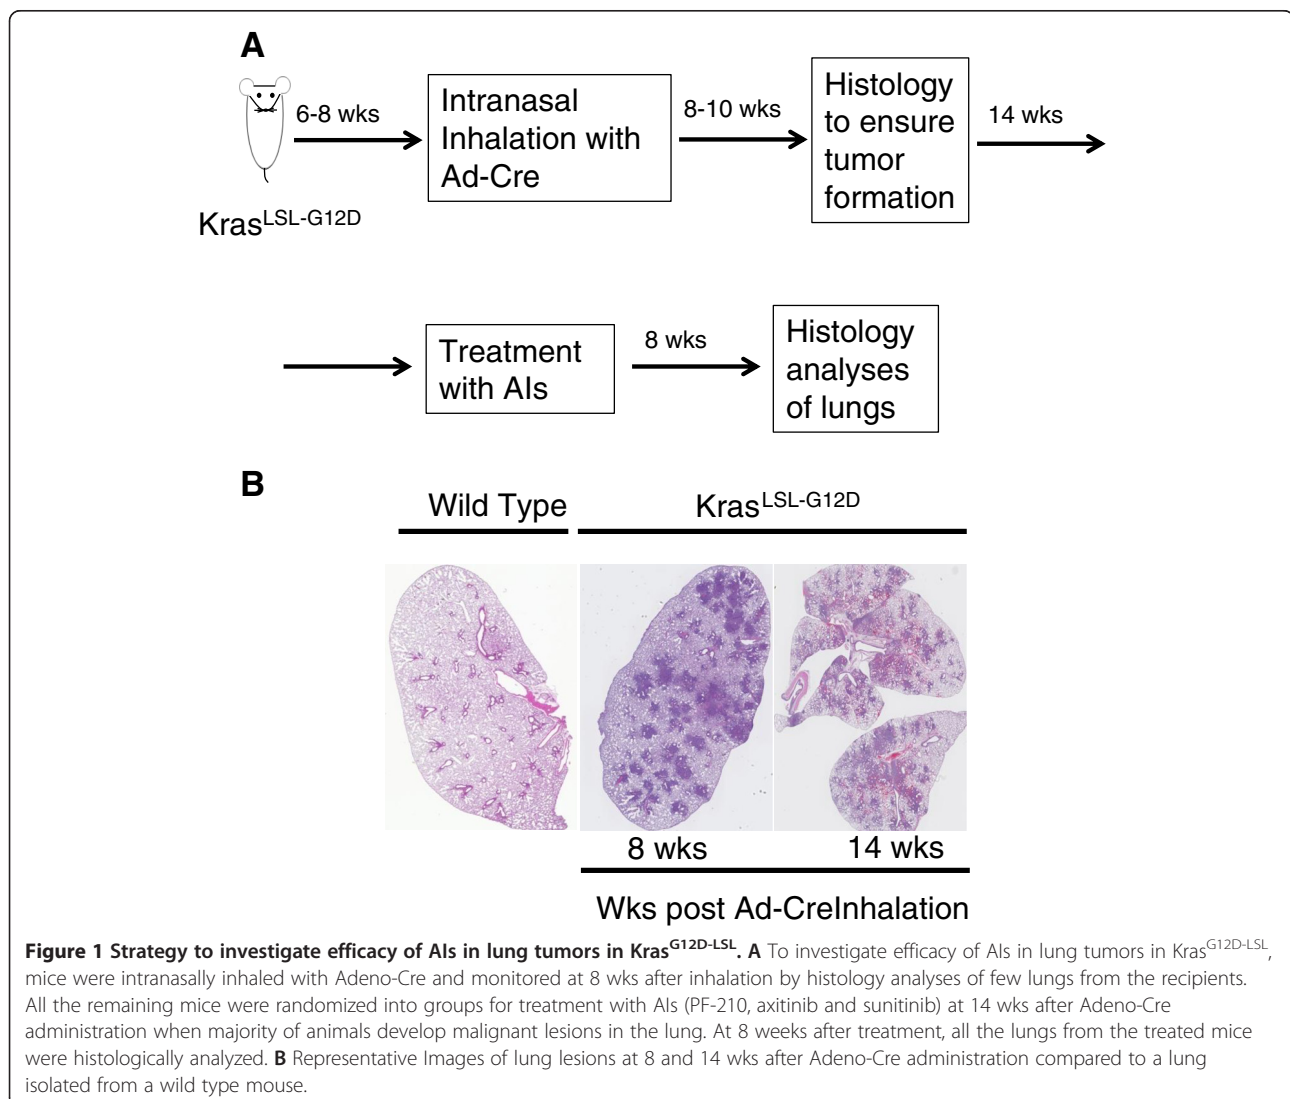 A
6-8 wks
Kras^LSL-G12D
Intranasal
Inhalation with
Ad-Cre
8-10 wks
Histology
to ensure
tumor
formation
14 wks
Treatment
with AIs
8 wks
Histology
analyses
of lungs
B
Wild Type
Kras^LSL-G12D
8 wks
14 wks
Wks post Ad-CreInhalation
Figure 1 Strategy to investigate efficacy of AIs in lung tumors in Kras^G12D-LSL. A To investigate efficacy of AIs in lung tumors in Kras^G12D-LSL,
mice were intranasally inhaled with Adeno-Cre and monitored at 8 wks after inhalation by histology analyses of few lungs from the recipients.
All the remaining mice were randomized into groups for treatment with AIs (PF-210, axitinib and sunitinib) at 14 wks after Adeno-Cre
administration when majority of animals develop malignant lesions in the lung. At 8 weeks after treatment, all the lungs from the treated mice
were histologically analyzed. B Representative Images of lung lesions at 8 and 14 wks after Adeno-Cre administration compared to a lung
isolated from a wild type mouse.